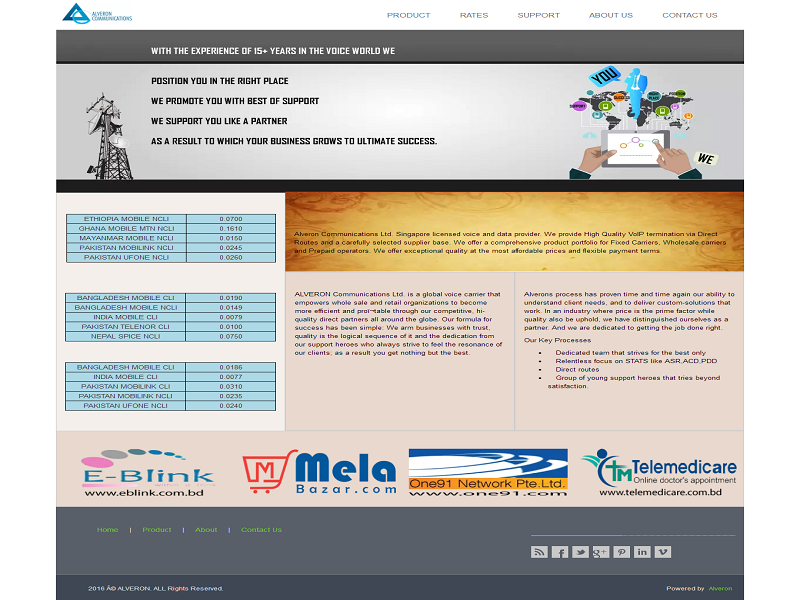 ALVERON
COMMUNICATIONS
PRODUCT RATES SUPPORT ABOUT US CONTACT US
WITH THE EXPERIENCE OF 15+ YEARS IN THE VOICE WORLD WE
POSITION YOU IN THE RIGHT PLACE
WE PROMOTE YOU WITH BEST OF SUPPORT
WE SUPPORT YOU LIKE A PARTNER
AS A RESULT TO WHICH YOUR BUSINESS GROWS TO ULTIMATE SUCCESS.
YOU
SUPPORT
WE
ETHIOPIA MOBILE NCLI 0.0700
GHANA MOBILE MTN NCLI 0.1610
MAYANMAR MOBILE NCLI 0.0150
PAKISTAN MOBILINK NCLI 0.0245
PAKISTAN UFONE NCLI 0.0260
BANGLADESH MOBILE CLI 0.0190
BANGLADESH MOBILE NCLI 0.0149
INDIA MOBILE CLI 0.0079
PAKISTAN TELENOR CLI 0.0100
NEPAL SPICE NCLI 0.0750
BANGLADESH MOBILE CLI 0.0186
INDIA MOBILE CLI 0.0077
PAKISTAN MOBILINK CLI 0.0310
PAKISTAN MOBILINK NCLI 0.0235
PAKISTAN UFONE NCLI 0.0240
Alveron Communications Ltd. Singapore licensed voice and data provider. We provide High Quality VoIP termination via Direct
Routes and a carefully selected supplier base. We offer a comprehensive product portfolio for Fixed Carriers, Wholesale carriers
and Prepaid operators. We offer exceptional quality at the most affordable prices and flexible payment terms.
ALVERON Communications Ltd. is a global voice carrier that
empowers whole sale and retail organizations to become
more efficient and pro¬table through our competitive, hi-
quality direct partners all around the globe. Our formula for
success has been simple: We arm businesses with trust,
quality is the logical sequence of it and the dedication from
our support heroes who always strive to feel the resonance of
our clients; as a result you get nothing but the best.
Alverons process has proven time and time again our ability to
understand client needs, and to deliver custom-solutions that
work. In an industry where price is the prime factor while
quality also be uphold, we have distinguished ourselves as a
partner. And we are dedicated to getting the job done right.
Our Key Processes
• Dedicated team that strives for the best only
• Relentless focus on STATS like ASR,ACD,PDD
• Direct routes
• Group of young support heroes that tries beyond
satisfaction.
E-Blink
www.eblink.com.bd
M Mela
Bazar.com
One91 Network Pte.Ltd.
www.one91.com
TM Telemedicare
Online doctor's appointment
www.telemedicare.com.bd
Home | Product | About | Contact Us
2016 Â© ALVERON. ALL Rights Reserved.
Powered by Alveron